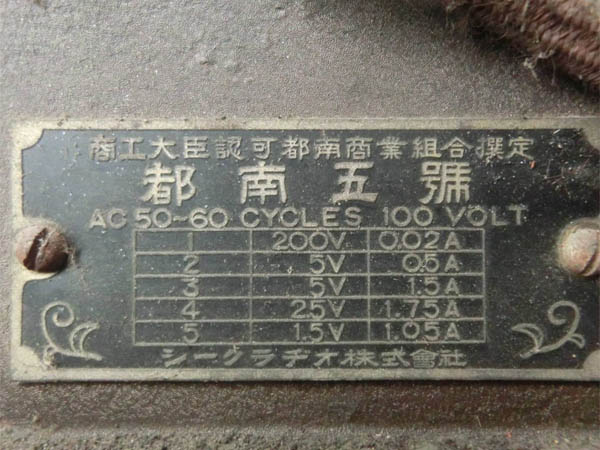 商工大臣認可都南商業組合撰定
都南五號
AC 50~60 CYCLES 100 VOLT
1 200V. 0.02A
2 5V 0.5A
3 5V 1.5A
4 2.5V 1.75A
5 1.5V 1.05A
シークラヂオ株式會社